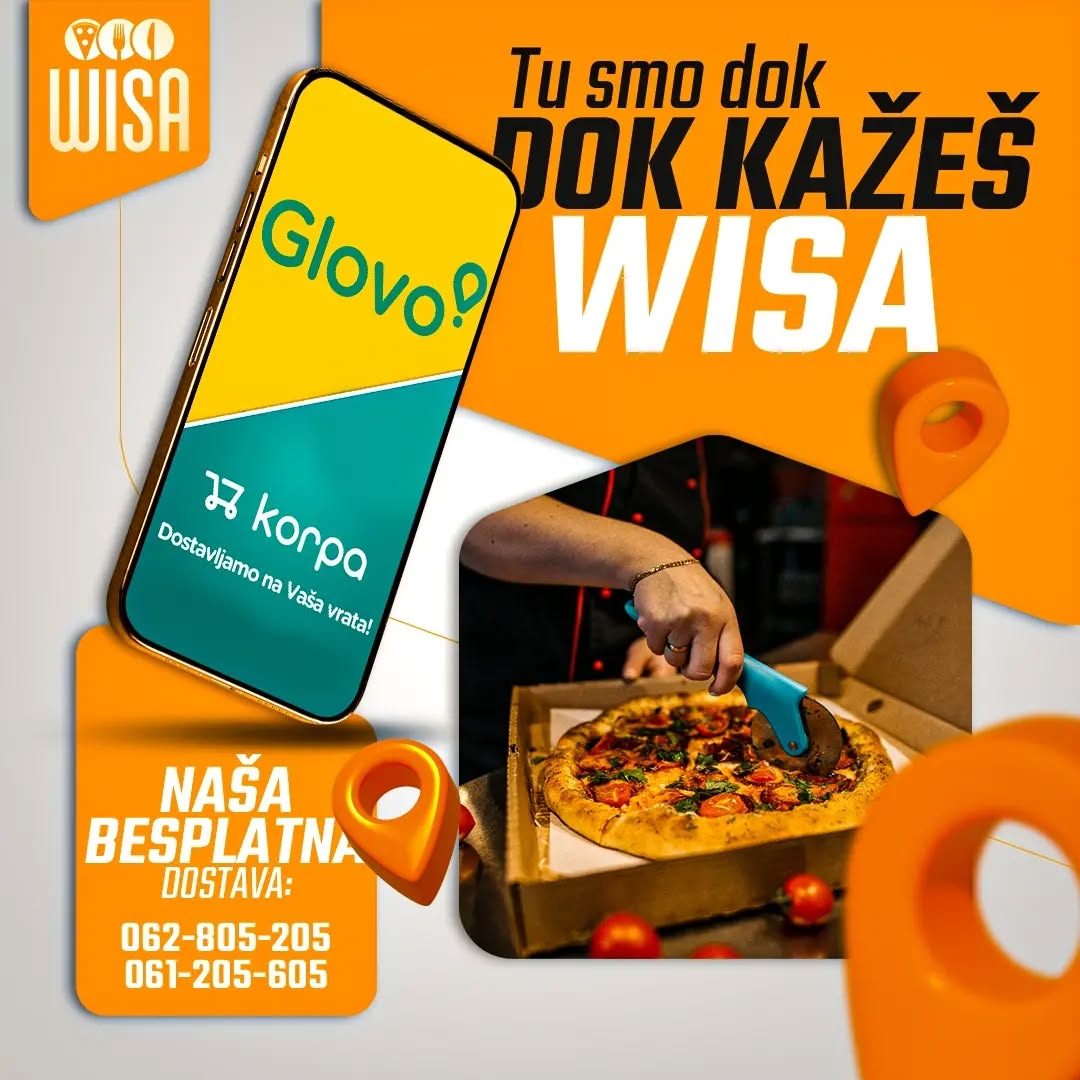 WISA
Tu smo dok
DOK KAŽEŠ
WISA
Glovo
korpa
Dostavljamo na Vaša vrata!
NAŠA
BESPLATNA
DOSTAVA:
062-805-205
061-205-605